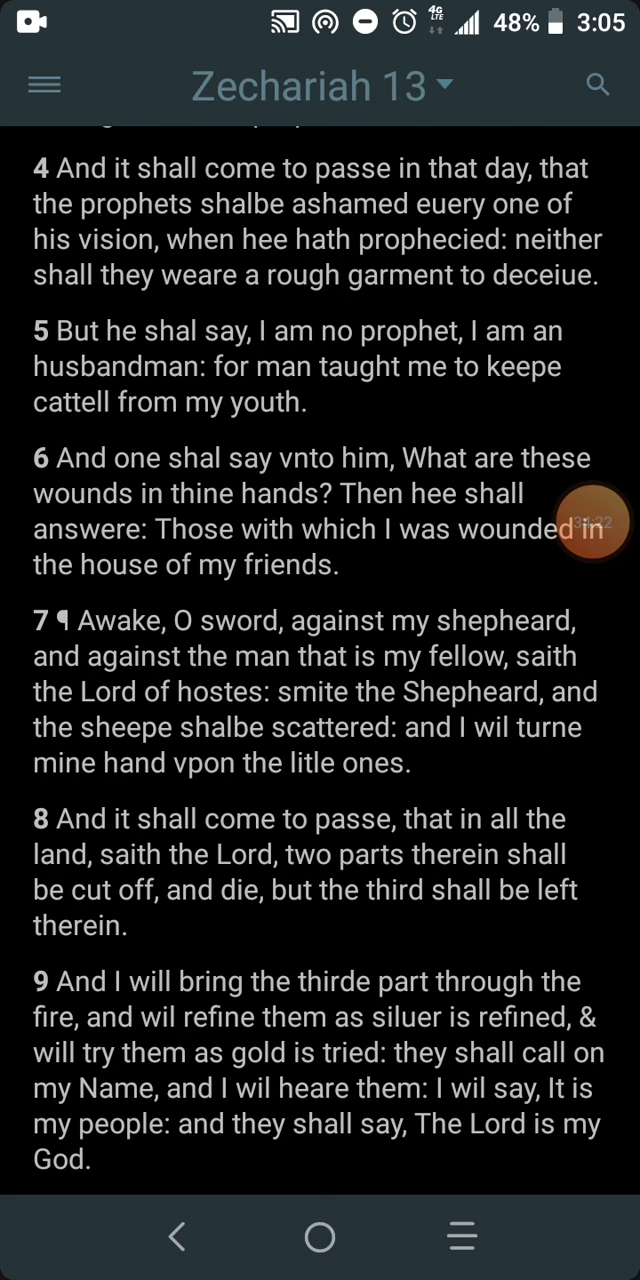 4G LTE 48% 3:05
Zechariah 13
4 And it shall come to passe in that day, that
the prophets shalbe ashamed euery one of
his vision, when hee hath prophecied: neither
shall they weare a rough garment to deceiue.
5 But he shal say, I am no prophet, I am an
husbandman: for man taught me to keepe
cattell from my youth.
6 And one shal say vnto him, What are these
wounds in thine hands? Then hee shall
answere: Those with which I was wounded in
the house of my friends.
7 ¶ Awake, O sword, against my shepheard,
and against the man that is my fellow, saith
the Lord of hostes: smite the Shepheard, and
the sheepe shalbe scattered: and I wil turne
mine hand vpon the litle ones.
8 And it shall come to passe, that in all the
land, saith the Lord, two parts therein shall
be cut off, and die, but the third shall be left
therein.
9 And I will bring the thirde part through the
fire, and wil refine them as siluer is refined, &
will try them as gold is tried: they shall call on
my Name, and I wil heare them: I wil say, It is
my people: and they shall say, The Lord is my
God.